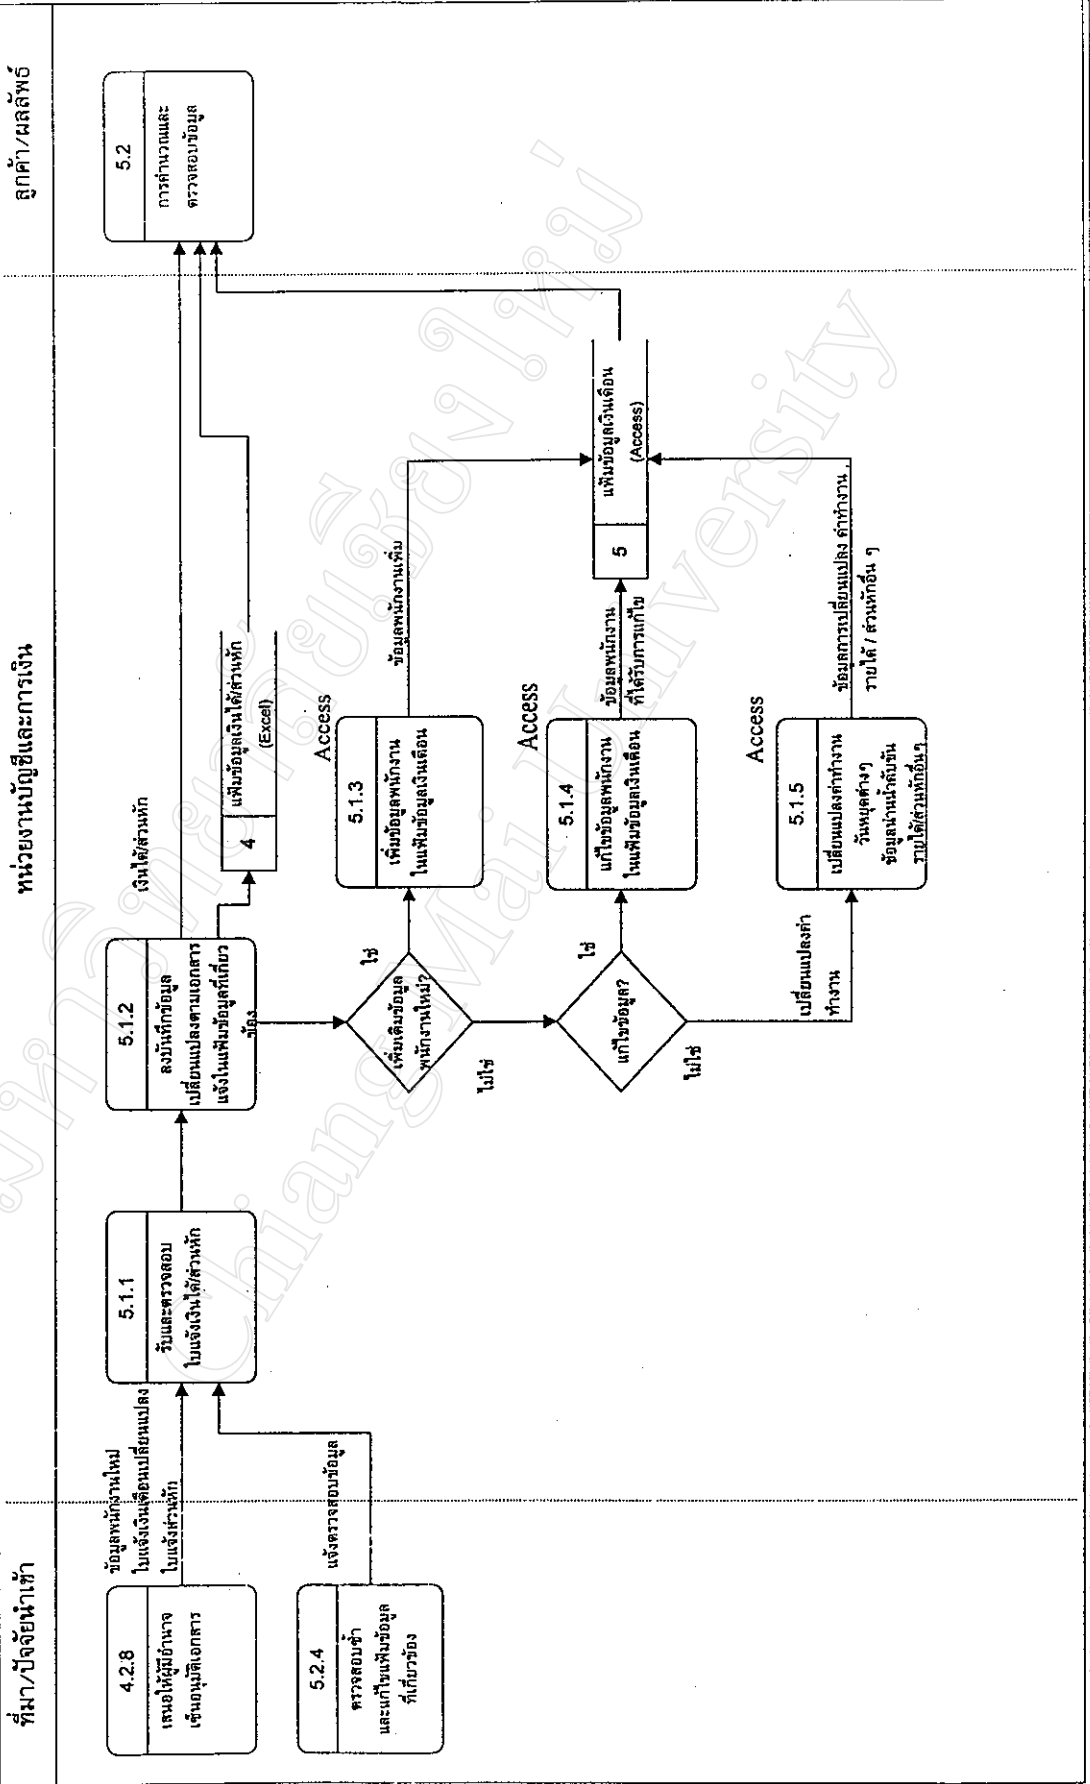 ที่มา/ปัจจัยนำเข้า
หน่วยงานบัญชีและการเงิน
ลูกค้า/ผลลัพธ์
4.2.8
เสนอให้ผู้มีอำนาจ
เซ็นอนุมัติเอกสาร
ข้อมูลพนักงานใหม่
ใบแจ้งเงินเดือนเปลี่ยนแปลง
ใบแจ้งส่วนหัก
5.2.4
ตรวจสอบซ้ำ
และแก้ไขแฟ้มข้อมูล
ที่เกี่ยวข้อง
แจ้งตรวจสอบข้อมูล
5.1.1
รับและตรวจสอบ
ใบแจ้งเงินได้/ส่วนหัก
5.1.2
ลงบันทึกข้อมูล
เปลี่ยนแปลงตามเอกสาร
แจ้งในแฟ้มข้อมูลที่เกี่ยว
ข้อง
เงินได้/ส่วนหัก
4
แฟ้มข้อมูลเงินได้/ส่วนหัก
(Excel)
5.2
การคำนวณและ
ตรวจสอบข้อมูล
เพิ่มเติมข้อมูล
พนักงานใหม่?
ใช่
ไม่ใช่
Access
5.1.3
เพิ่มข้อมูลพนักงาน
ในแฟ้มข้อมูลเงินเดือน
ข้อมูลพนักงานเพิ่ม
แก้ไขข้อมูล?
ใช่
ไม่ใช่
Access
5.1.4
แก้ไขข้อมูลพนักงาน
ในแฟ้มข้อมูลเงินเดือน
ข้อมูลพนักงาน
ที่ได้รับการแก้ไข
5
แฟ้มข้อมูลเงินเดือน
(Access)
เปลี่ยนแปลงค่า
ทำงาน
Access
5.1.5
เปลี่ยนแปลงค่าทำงาน
วันหยุดต่างๆ
รายได้/ส่วนหักอื่นๆ
ข้อมูลการเปลี่ยนแปลง ค่าทำงาน
รายได้ / ส่วนหักอื่น ๆ
มหาวิทยาลัยเชียงใหม่
Chiang Mai University